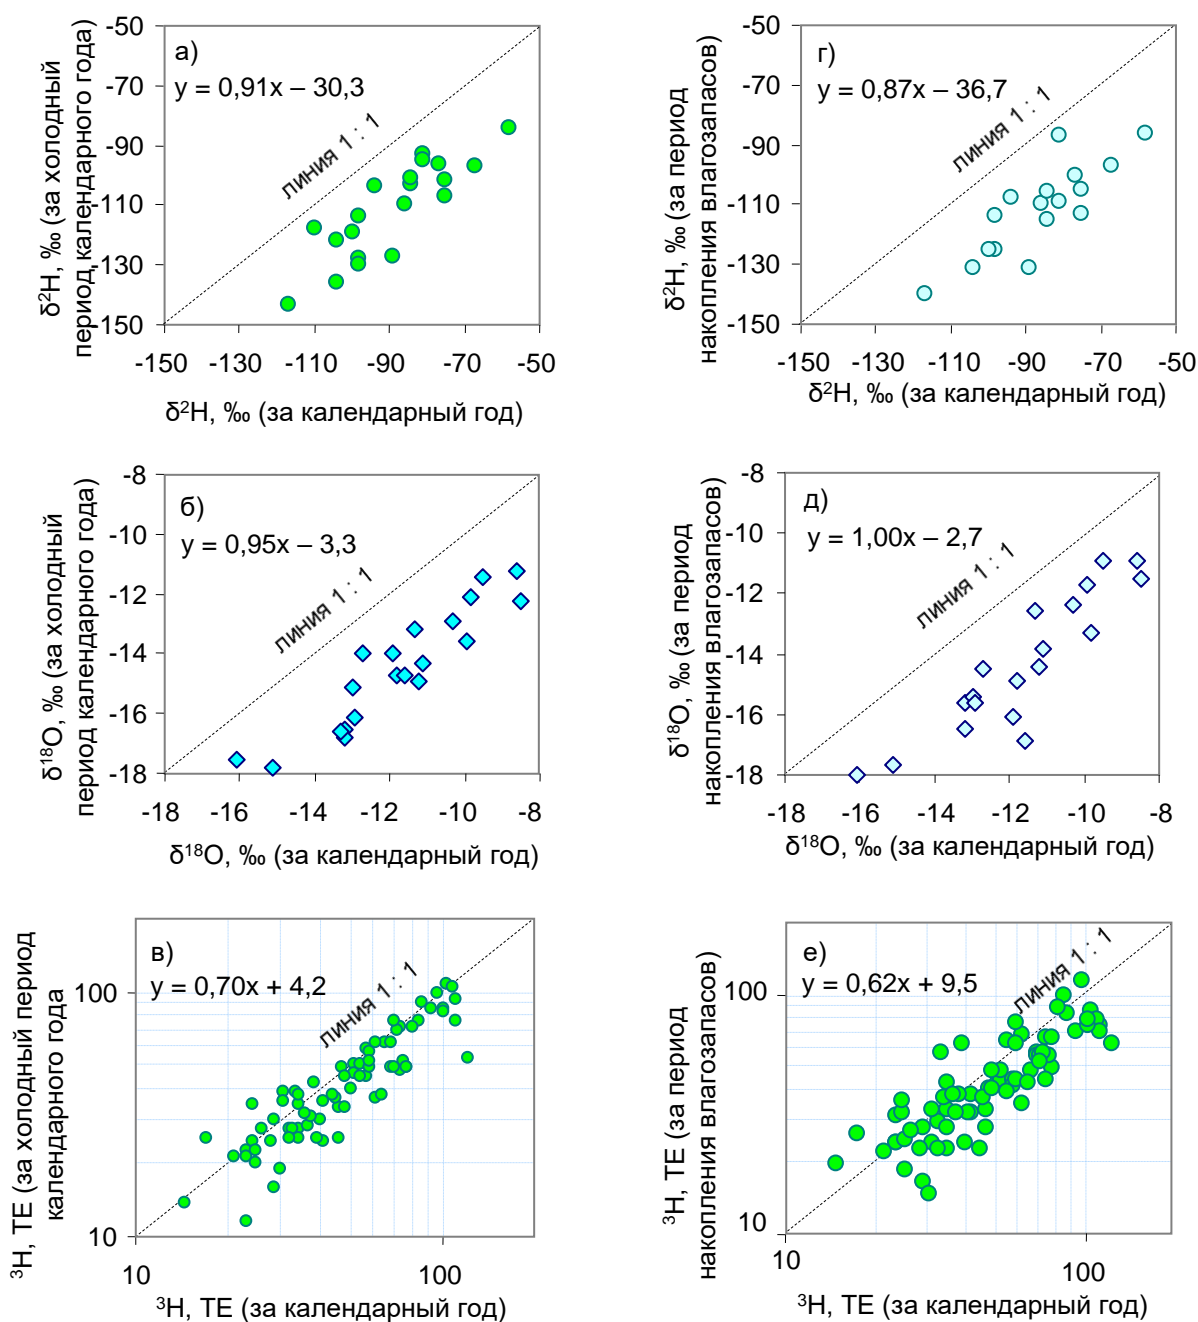 а)
y = 0,91x – 30,3
ЛИНИЯ 1 : 1
δ²H, ‰ (за холодный
период календарного года)
-50
-70
-90
-110
-130
-150
-150 -130 -110 -90 -70 -50
δ²H, ‰ (за календарный год)
г)
y = 0,87x – 36,7
ЛИНИЯ 1 : 1
δ²H, ‰ (за период
накопления влагозапасов)
-50
-70
-90
-110
-130
-150
-150 -130 -110 -90 -70 -50
δ²H, ‰ (за календарный год)
б)
y = 0,95x – 3,3
ЛИНИЯ 1 : 1
δ¹⁸O, ‰ (за холодный
период календарного года)
-8
-10
-12
-14
-16
-18
-18 -16 -14 -12 -10 -8
δ¹⁸O, ‰ (за календарный год)
д)
y = 1,00x – 2,7
ЛИНИЯ 1 : 1
δ¹⁸O, ‰ (за период
накопления влагозапасов)
-8
-10
-12
-14
-16
-18
-18 -16 -14 -12 -10 -8
δ¹⁸O, ‰ (за календарный год)
в)
y = 0,70x + 4,2
ЛИНИЯ 1 : 1
³H, ТЕ (за холодный период
календарного года
100
10
10 100
³H, ТЕ (за календарный год)
е)
y = 0,62x + 9,5
ЛИНИЯ 1 : 1
³H, ТЕ (за период
накопления влагозапасов)
100
10
10 100
³H, ТЕ (за календарный год)